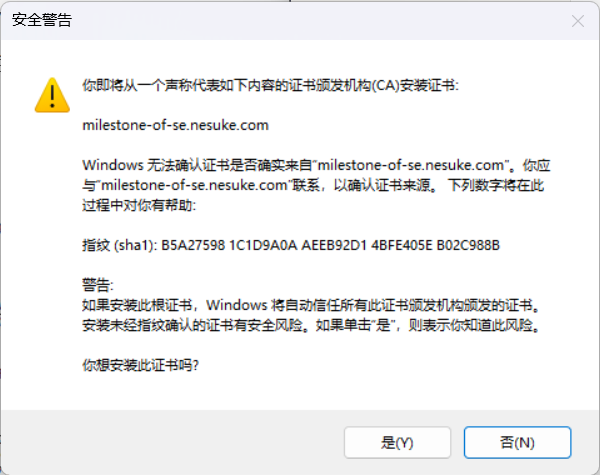 安全警告
你即将从一个声称代表如下内容的证书颁发机构(CA)安装证书:
milestone-of-se.nesuke.com
Windows 无法确认证书是否确实来自“milestone-of-se.nesuke.com”。你应
与“milestone-of-se.nesuke.com”联系，以确认证书来源。 下列数字将在此
过程中对你有帮助:
指纹 (sha1): B5A27598 1C1D9A0A AEEB92D1 4BFE405E B02C988B
警告:
如果安装此根证书，Windows 将自动信任所有此证书颁发机构颁发的证书。
安装未经指纹确认的证书有安全风险。如果单击“是”，则表示你知道此风险。
你想安装此证书吗?
是(Y)
否(N)